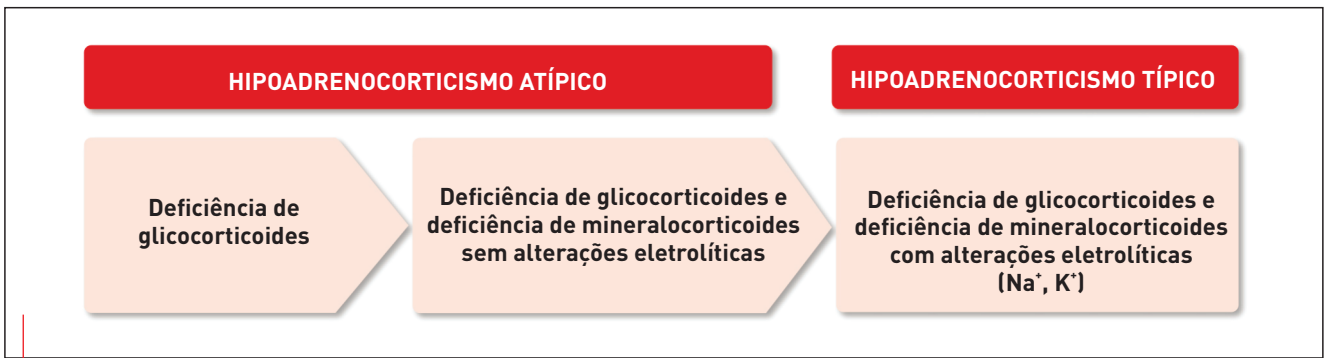 HIPOADRENOCORTICISMO ATÍPICO
HIPOADRENOCORTICISMO TÍPICO
Deficiência de
glicocorticoides
Deficiência de glicocorticoides e
deficiência de mineralocorticoides
sem alterações eletrolíticas
Deficiência de glicocorticoides e
deficiência de mineralocorticoides
com alterações eletrolíticas
(Na⁺, K⁺)